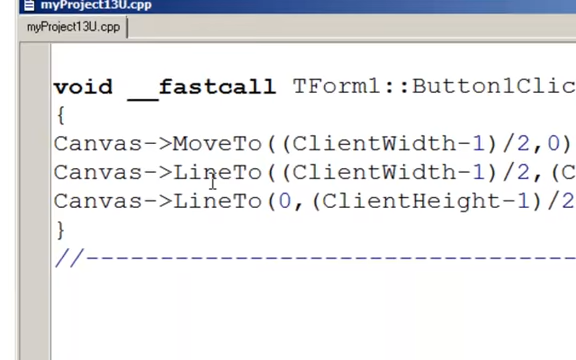 myProject13U.cpp
myProject13U.cpp
void __fastcall TForm1::Button1Clic
{
Canvas->MoveTo((ClientWidth-1)/2,0)
Canvas->LineTo((ClientWidth-1)/2,(C
Canvas->LineTo(0,(ClientHeight-1)/2
}
//---------------------------------